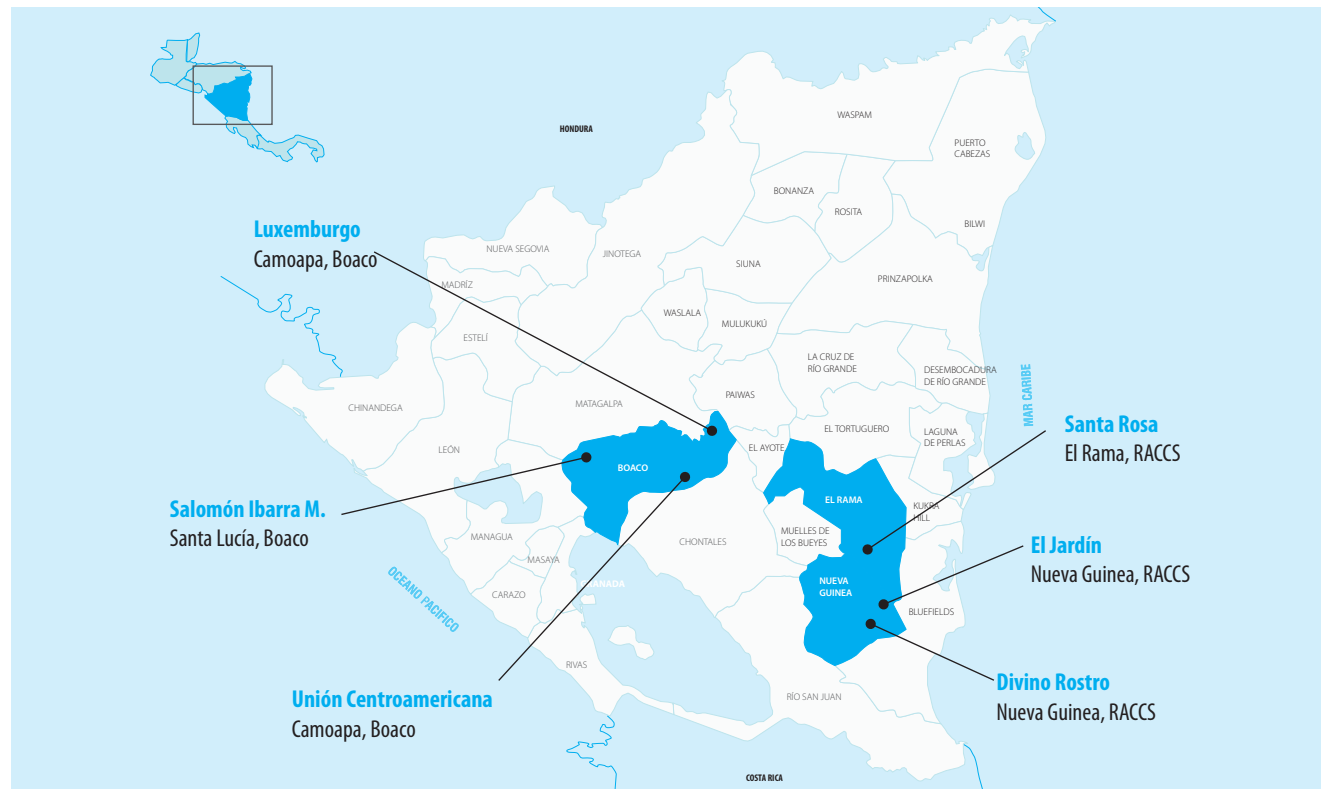 HONDURA
WASPAM
PUERTO
CABEZAS
BONANZA
ROSITA
BILWI
Luxemburgo
Camoapa, Boaco
NUEVA SEGOVIA
JINOTEGA
SIUNA
PRINZAPOLKA
MADRÍZ
WASLALA
MULUKUKÚ
ESTELÍ
LA CRUZ DE
RÍO GRANDE
DESEMBOCADURA
DE RÍO GRANDE
MAR CARIBE
PAIWAS
CHINANDEGA
MATAGALPA
EL TORTUGUERO
LAGUNA
DE PERLAS
Santa Rosa
El Rama, RACCS
LEÓN
EL AYOTE
BOACO
EL RAMA
KUKRA
HILL
Salomón Ibarra M.
Santa Lucía, Boaco
MANAGUA
MASAYA
CHONTALES
MUELLES DE
LOS BUEYES
El Jardín
Nueva Guinea, RACCS
OCEANO PACIFICO
CARAZO
GRANADA
NUEVA
GUINEA
BLUEFIELDS
RIVAS
RÍO SAN JUAN
Unión Centroamericana
Camoapa, Boaco
Divino Rostro
Nueva Guinea, RACCS
COSTA RICA